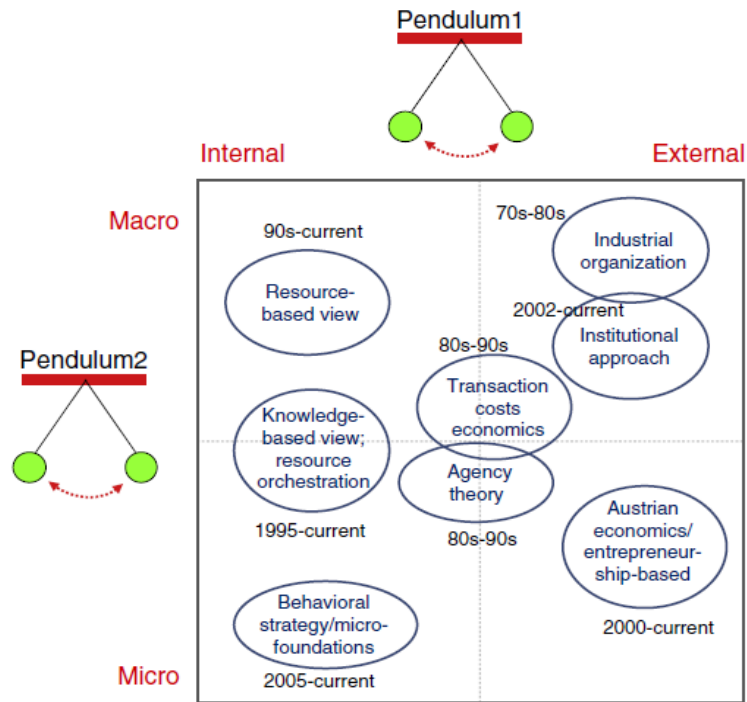 Pendulum1
Internal
External
Macro
70s-80s
90s-current
Industrial
organization
Resource-
based view
2002-current
Institutional
approach
80s-90s
Pendulum2
Transaction
costs
economics
Knowledge-
based view;
resource
orchestration
Agency
theory
1995-current
80s-90s
Austrian
economics/
entrepreneur-
ship-based
2000-current
Behavioral
strategy/micro-
foundations
2005-current
Micro